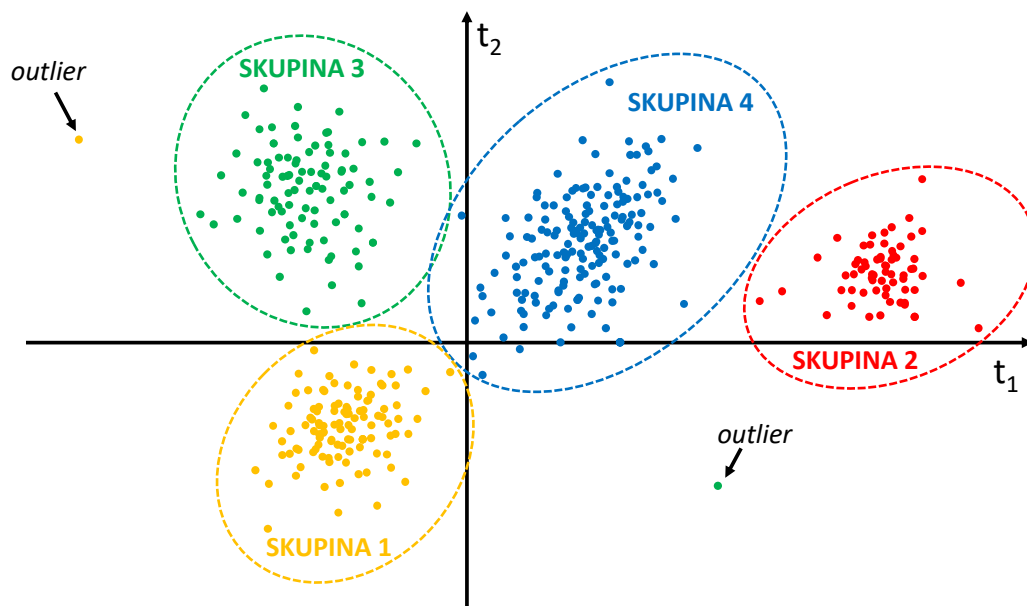 t₂
outlier
SKUPINA 3
SKUPINA 4
SKUPINA 2
t₁
outlier
SKUPINA 1